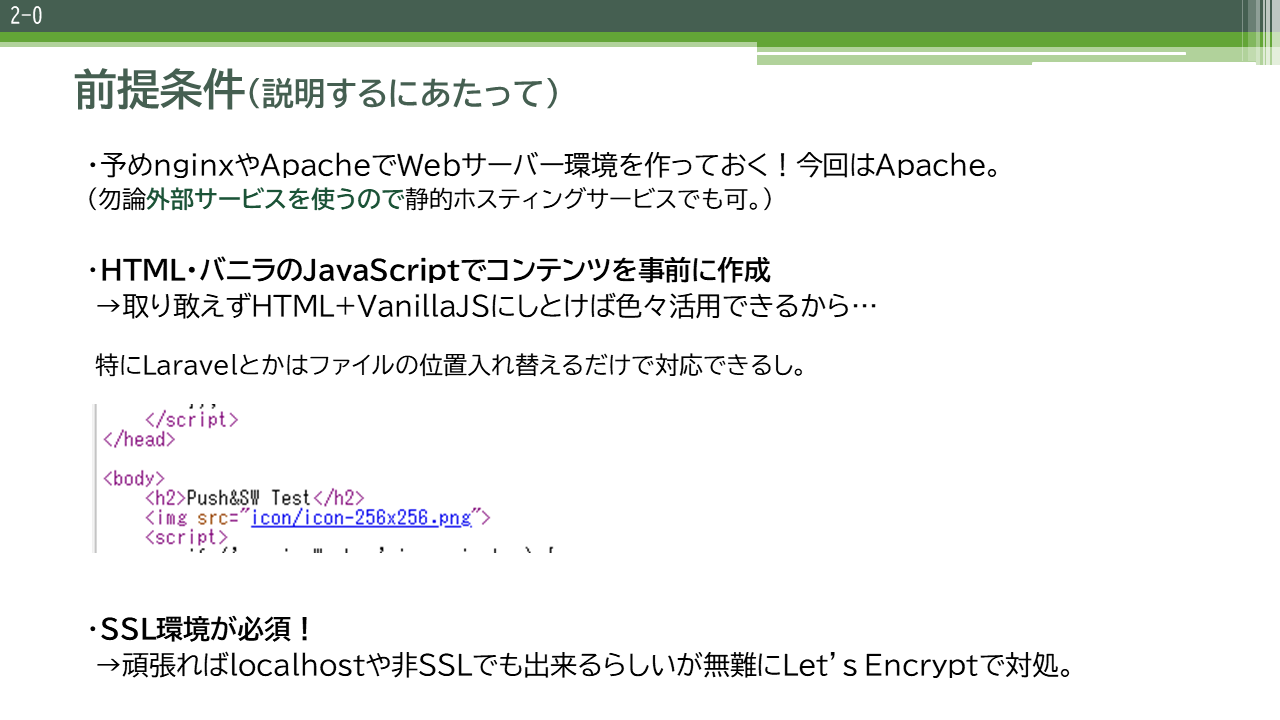 2-0
前提条件(説明するにあたって)
・予めnginxやApacheでWebサーバー環境を作っておく！今回はApache。
(勿論外部サービスを使うので静的ホスティングサービスでも可。)
・HTML・バニラのJavaScriptでコンテンツを事前に作成
→取り敢えずHTML+VanillaJSにしとけば色々活用できるから…
特にLaravelとかはファイルの位置入れ替えるだけで対応できるし。
</script>
</head>
<body>
<h2>Push&SW Test</h2>
<img src="icon/icon-256x256.png">
<script>
・SSL環境が必須！
→頑張ればlocalhostや非SSLでも出来るらしいが無難にLet's Encryptで対処。